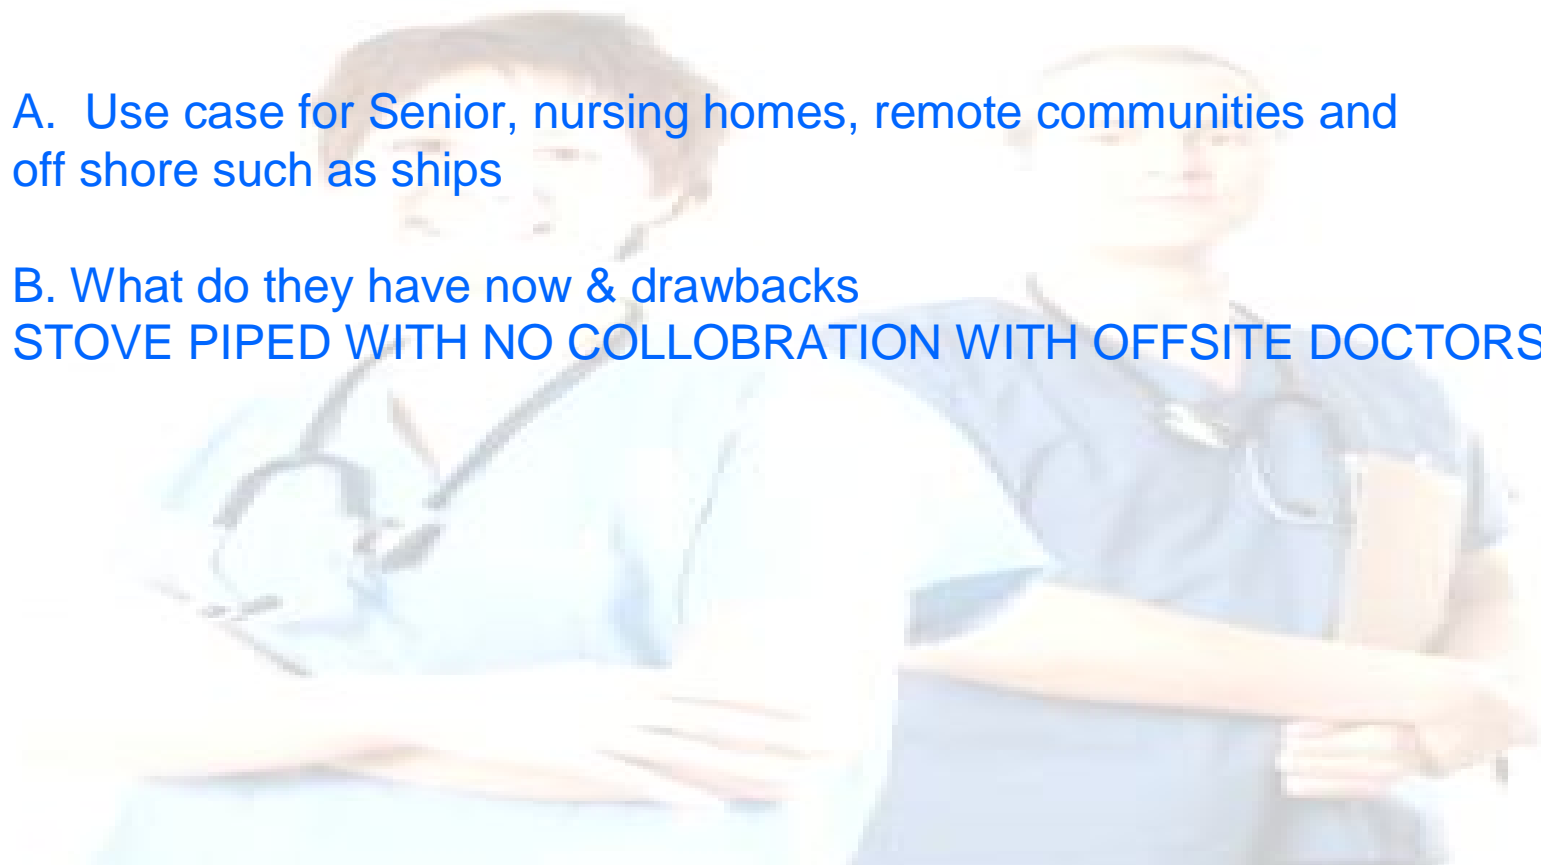 A. Use case for Senior, nursing homes, remote communities and
off shore such as ships
B. What do they have now & drawbacks
STOVE PIPED WITH NO COLLOBRATION WITH OFFSITE DOCTORS